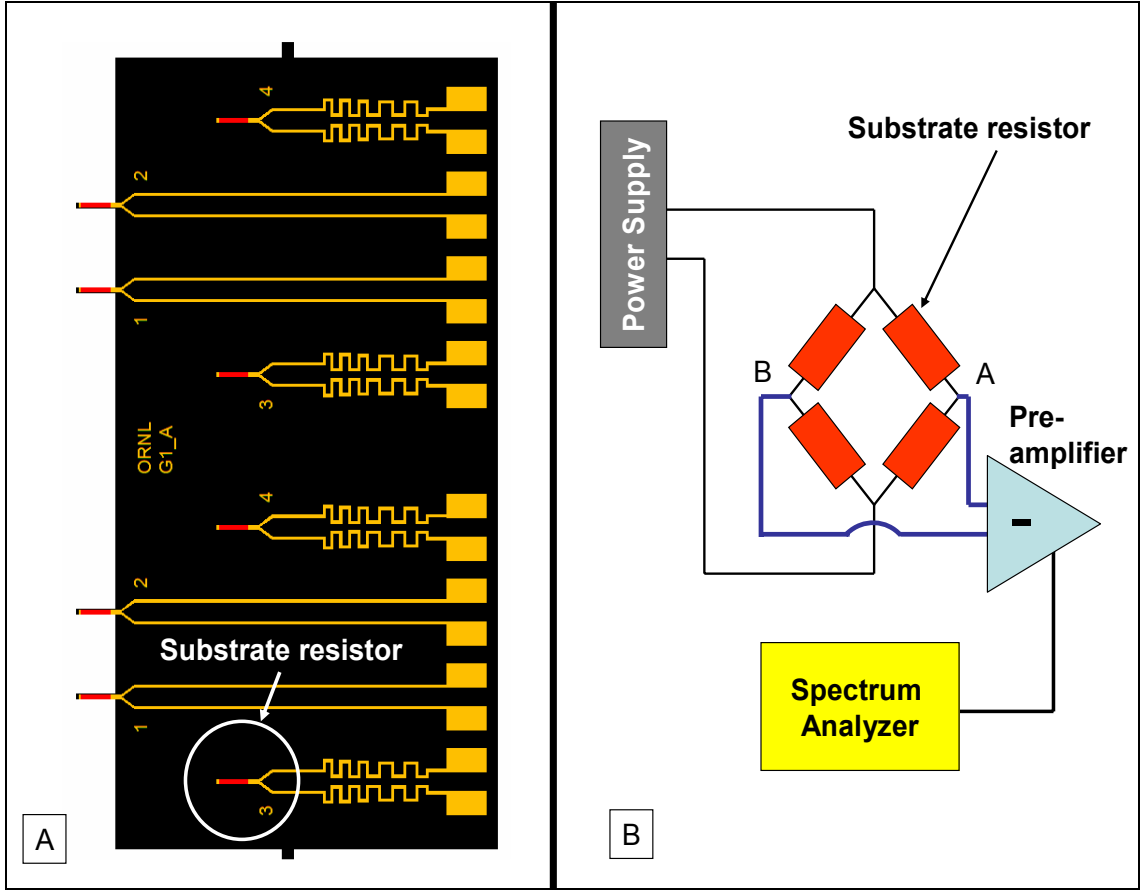 4
2
1
3
ORNL
G1_A
4
2
Substrate resistor
1
3
A
Substrate resistor
Power Supply
B
A
Pre-
amplifier
-
Spectrum
Analyzer
B